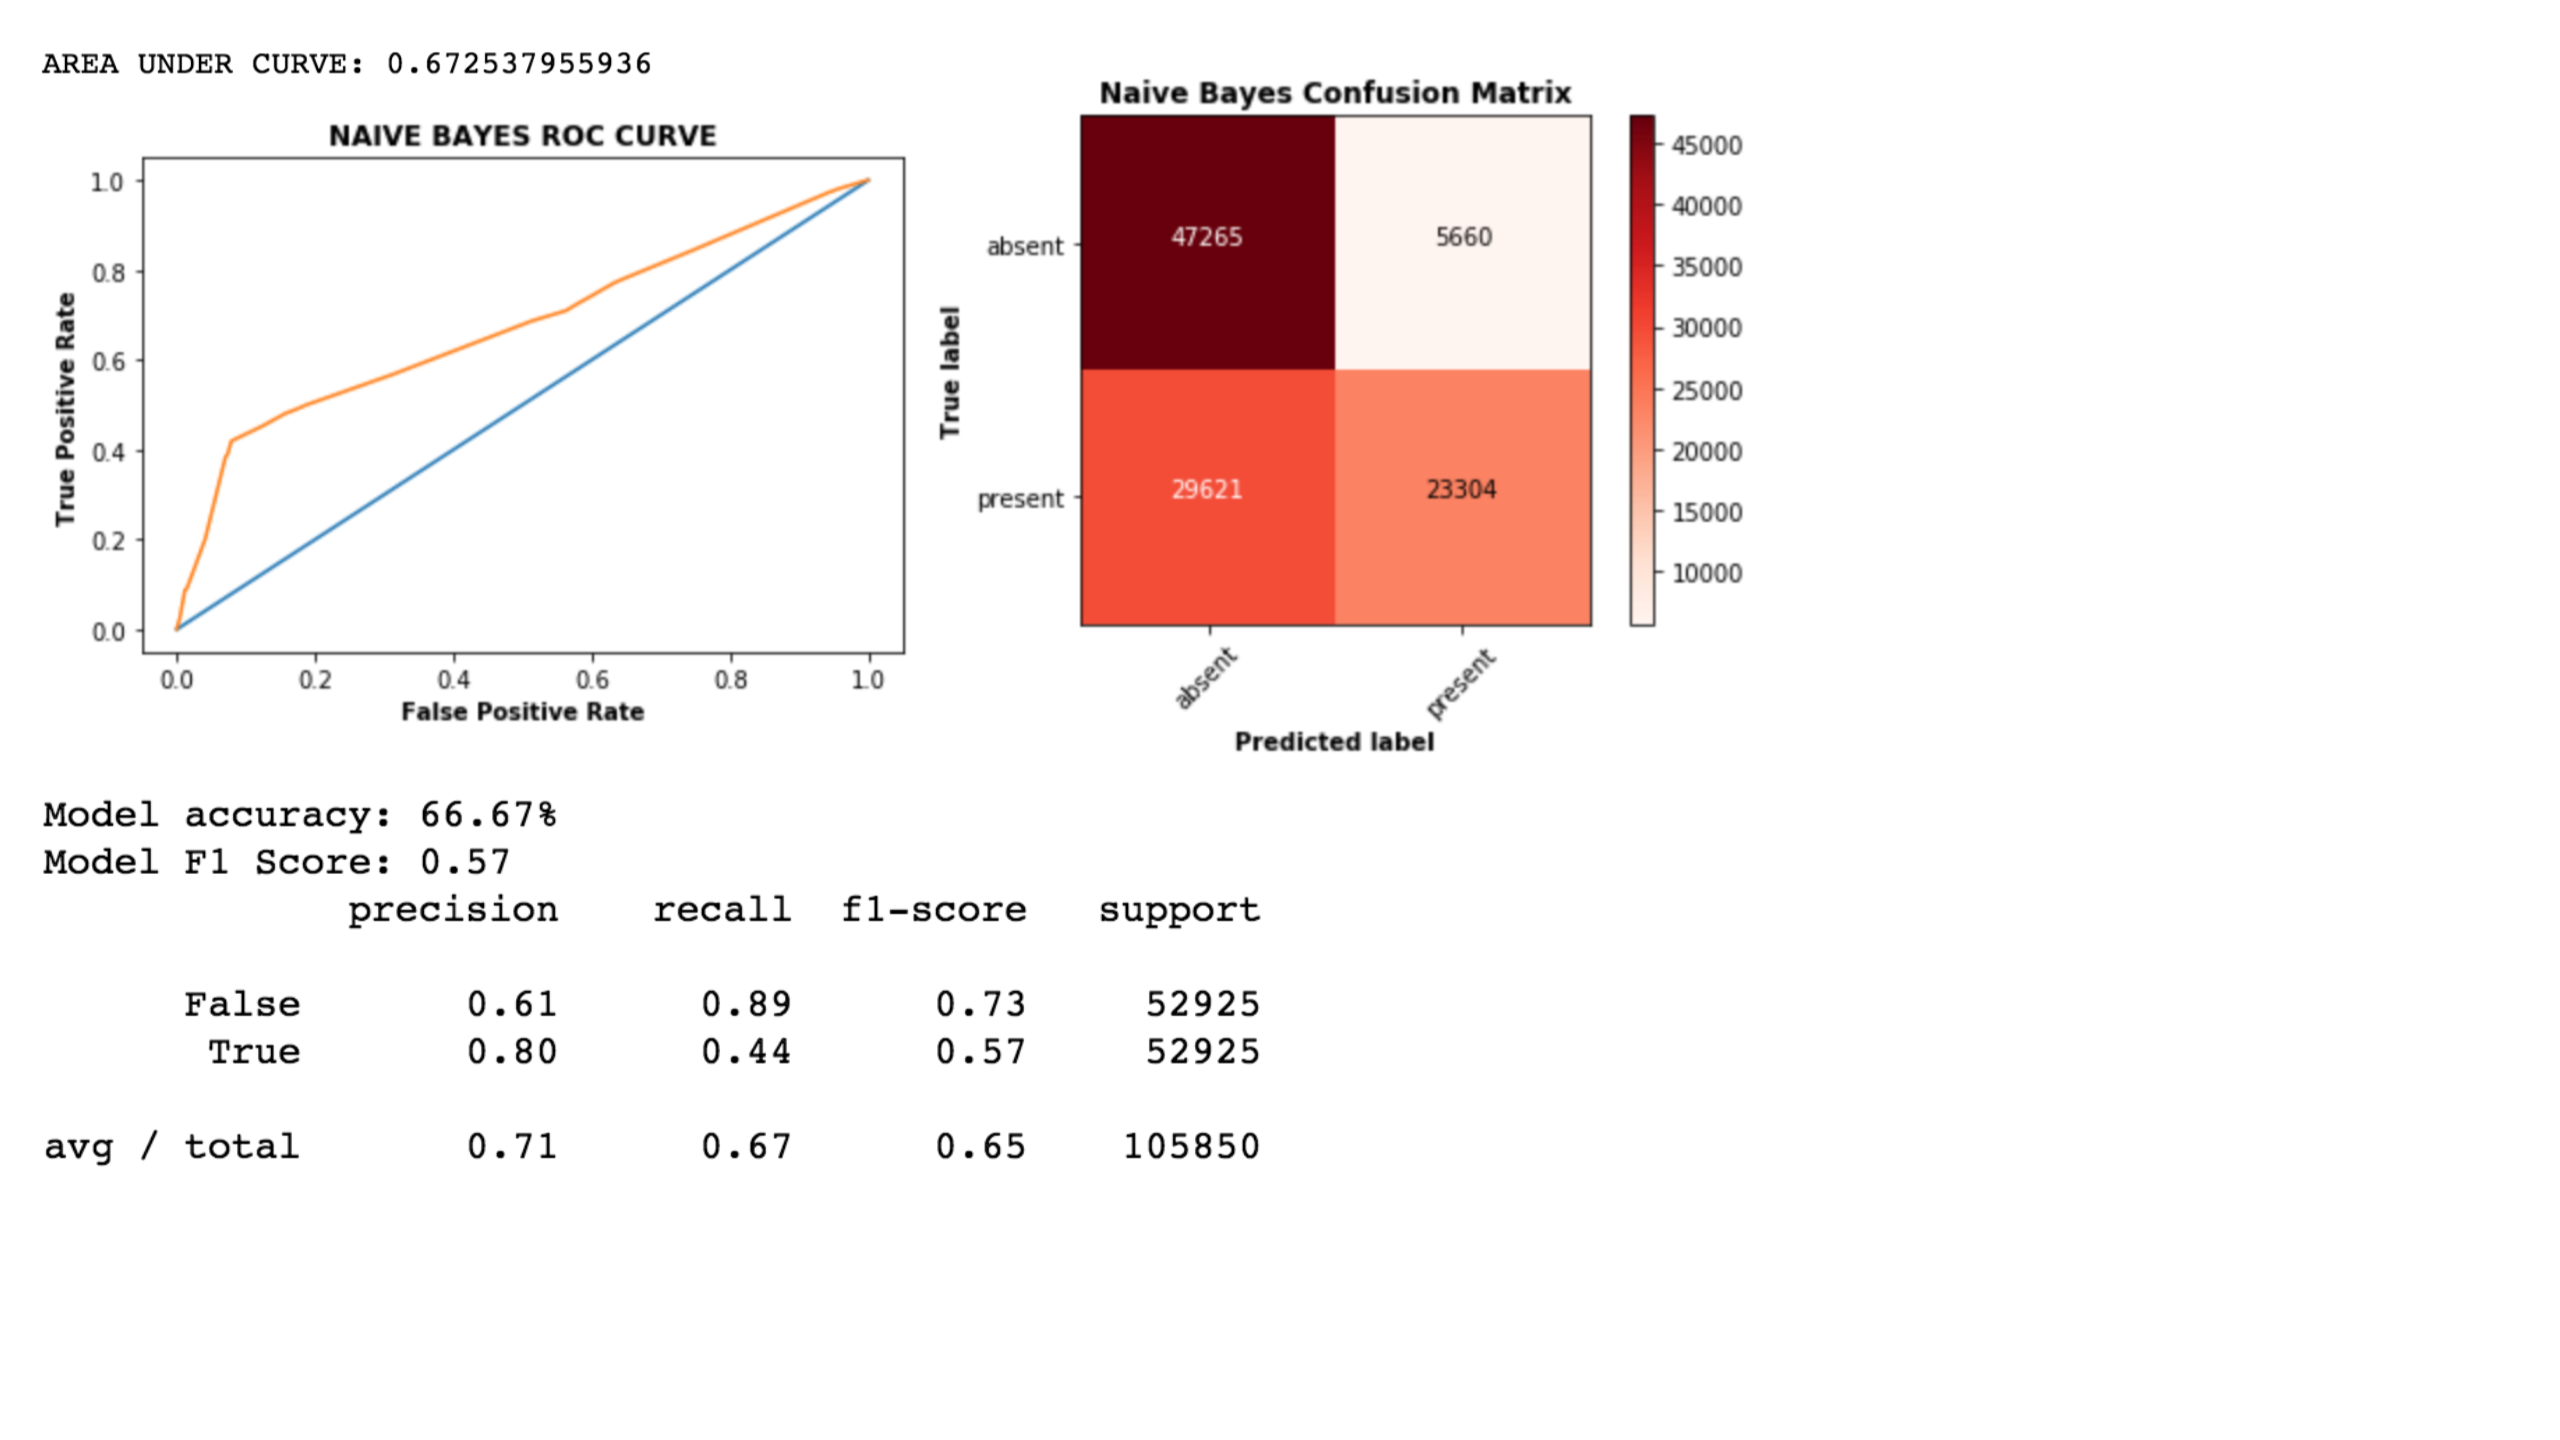 AREA UNDER CURVE: 0.672537955936
NAIVE BAYES ROC CURVE
1.0
0.8
0.6
0.4
0.2
0.0
True Positive Rate
0.0 0.2 0.4 0.6 0.8 1.0
False Positive Rate
Naive Bayes Confusion Matrix
True label
absent 47265 5660
present 29621 23304
absent present
Predicted label
45000
40000
35000
30000
25000
20000
15000
10000
Model accuracy: 66.67%
Model F1 Score: 0.57
precision recall f1-score support
False 0.61 0.89 0.73 52925
True 0.80 0.44 0.57 52925
avg / total 0.71 0.67 0.65 105850